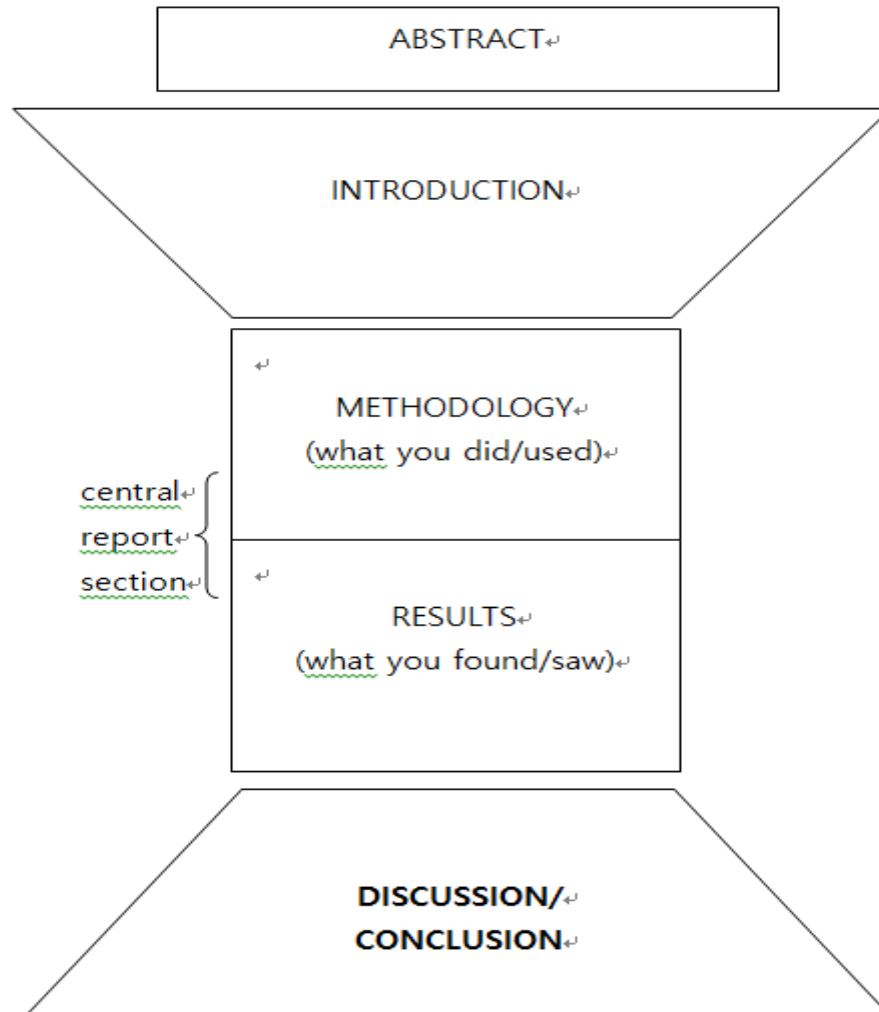 ABSTRACT↵
INTRODUCTION↵
↵
METHODOLOGY↵
(what you did/used)↵
central↵
report↵
section↵
↵
RESULTS↵
(what you found/saw)↵
DISCUSSION/↵
CONCLUSION↵